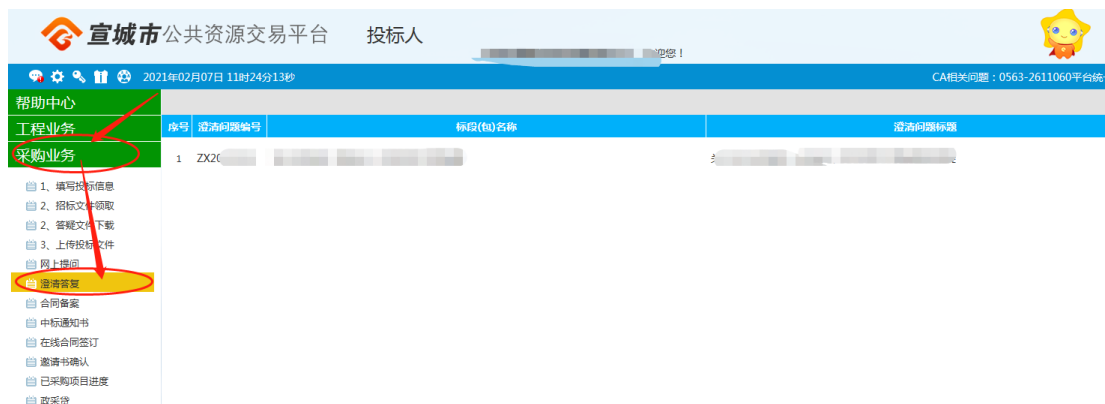 宣城市公共资源交易平台 投标人
迎您！
2021年02月07日 11时24分13秒 CA相关问题：0563-2611060平台统
帮助中心
工程业务
采购业务
序号 澄清问题编号 标段(包)名称 澄清问题标题
1 ZX20
1、填写投标信息
2、招标文件领取
2、答疑文件下载
3、上传投标文件
网上提问
澄清答复
合同备案
中标通知书
在线合同签订
邀请书确认
已采购项目进度
政采贷